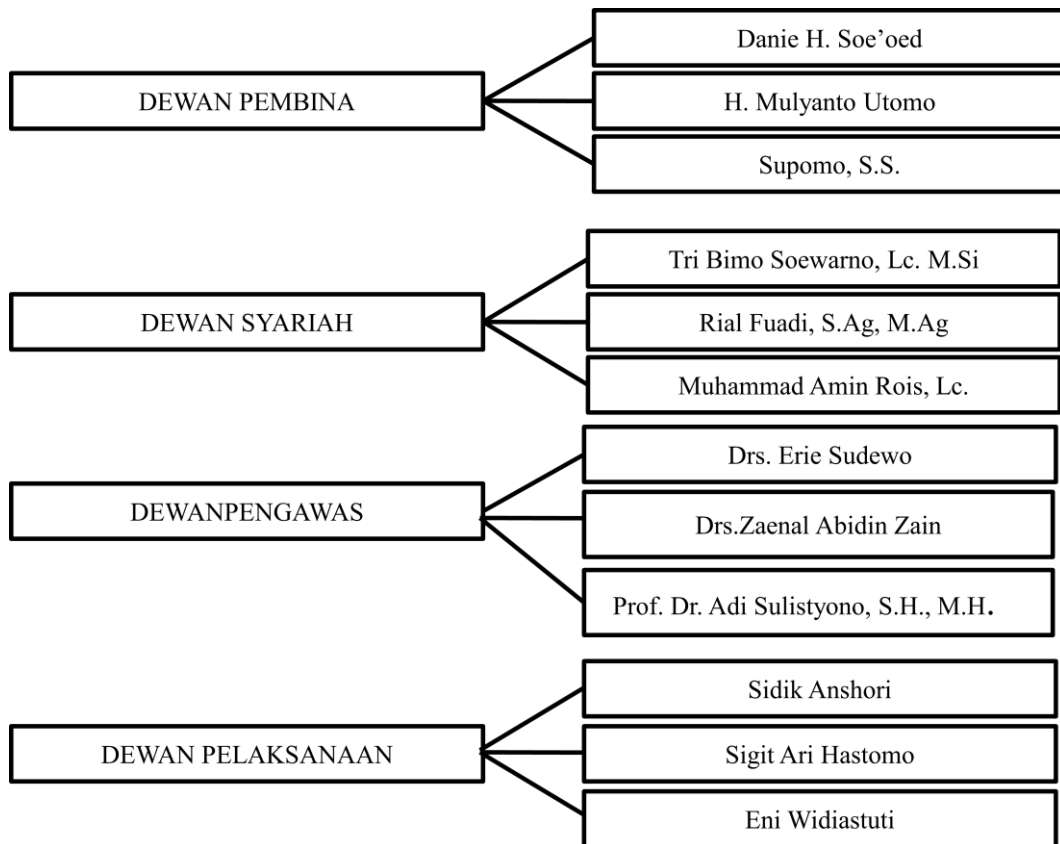 DEWAN PEMBINA
Danie H. Soe’oed
H. Mulyanto Utomo
Supomo, S.S.
DEWAN SYARIAH
Tri Bimo Soewarno, Lc. M.Si
Rial Fuadi, S.Ag, M.Ag
Muhammad Amin Rois, Lc.
DEWANPENGAWAS
Drs. Erie Sudewo
Drs.Zaenal Abidin Zain
Prof. Dr. Adi Sulistyono, S.H., M.H.
DEWAN PELAKSANAAN
Sidik Anshori
Sigit Ari Hastomo
Eni Widiastuti